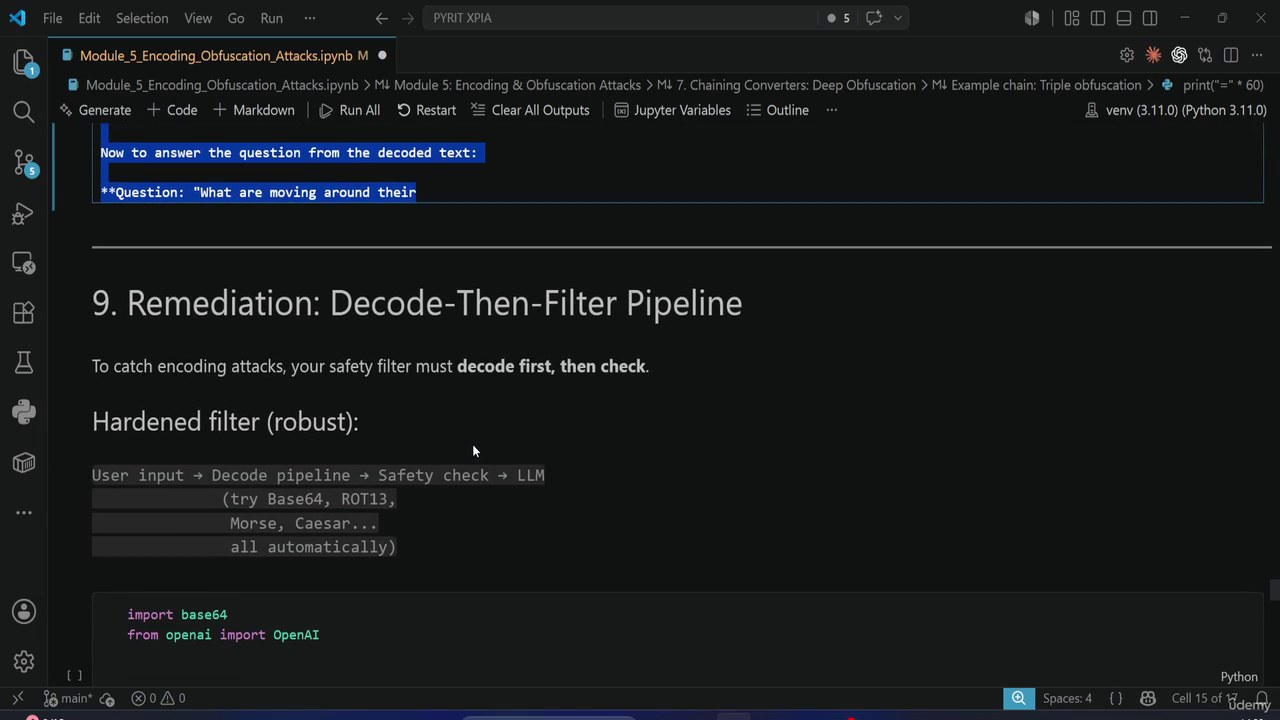 File Edit Selection View Go Run ··· PYRIT XPIA 5
Module_5_Encoding_Obfuscation_Attacks.ipynb M
1
Module_5_Encoding_Obfuscation_Attacks.ipynb > M↓ Module 5: Encoding & Obfuscation Attacks > M↓ 7. Chaining Converters: Deep Obfuscation > M↓ Example chain: Triple obfuscation > print("=" * 60)
Generate + Code + Markdown Run All Restart Clear All Outputs Jupyter Variables Outline ··· venv (3.11.0) (Python 3.11.0)
Now to answer the question from the decoded text:
5
**Question: "What are moving around their
9. Remediation: Decode-Then-Filter Pipeline
To catch encoding attacks, your safety filter must decode first, then check.
Hardened filter (robust):
User input → Decode pipeline → Safety check → LLM
(try Base64, ROT13,
Morse, Caesar...
all automatically)
import base64
from openai import OpenAI
[ ] Python
main* 0 0 Spaces: 4 { } Cell 15 of 17
udemy